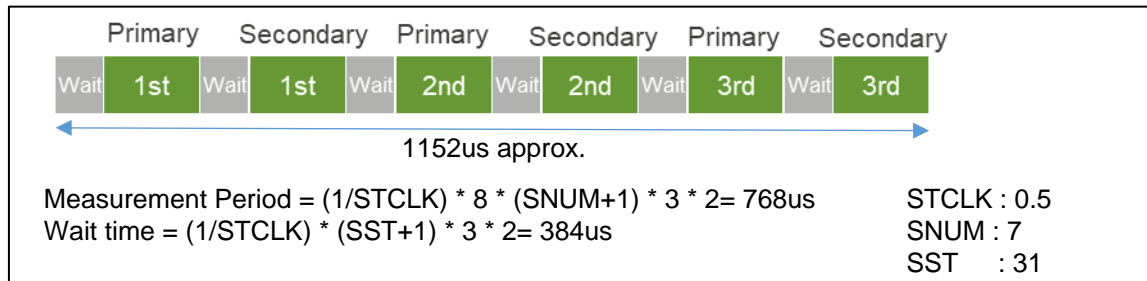 Primary Secondary Primary Secondary Primary Secondary
Wait 1st Wait 1st Wait 2nd Wait 2nd Wait 3rd Wait 3rd
1152us approx.
Measurement Period = (1/STCLK) * 8 * (SNUM+1) * 3 * 2= 768us STCLK : 0.5
Wait time = (1/STCLK) * (SST+1) * 3 * 2= 384us SNUM : 7
SST : 31